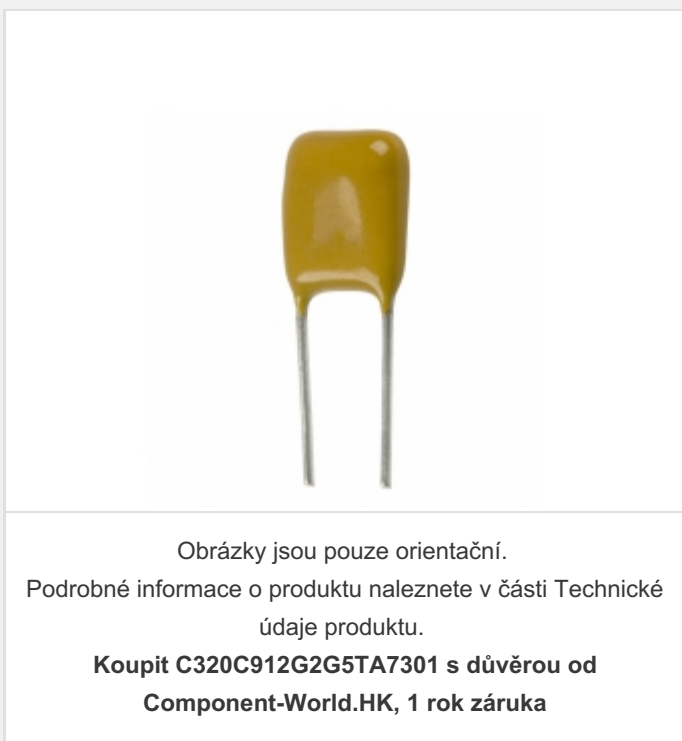 Obrázky jsou pouze orientační.
Podrobné informace o produktu naleznete v části Technické
údaje produktu.
Koupit C320C912G2G5TA7301 s důvěrou od
Component-World.HK, 1 rok záruka